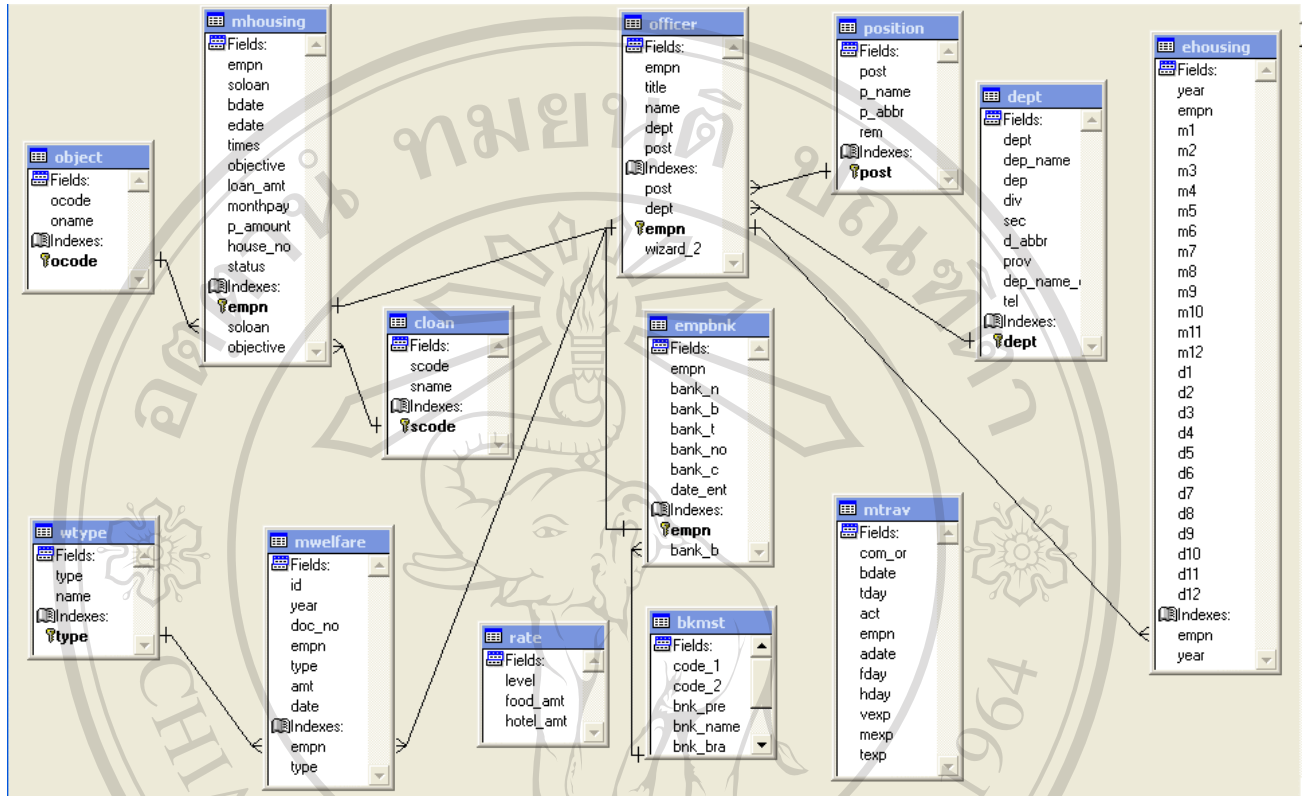 object
Fields:
ocode
oname
Indexes:
ocode
mhousing
Fields:
empn
soloan
bdate
edate
times
objective
loan_amt
monthpay
p_amount
house_no
status
Indexes:
empn
soloan
objective
cloan
Fields:
scode
sname
Indexes:
scode
officer
Fields:
empn
title
name
dept
post
Indexes:
post
dept
empn
wizard_2
position
Fields:
post
p_name
p_abbr
rem
Indexes:
post
dept
Fields:
dept
dep_name
dep
div
sec
d_abbr
prov
dep_name_
tel
Indexes:
dept
ehousing
Fields:
year
empn
m1
m2
m3
m4
m5
m6
m7
m8
m9
m10
m11
m12
d1
d2
d3
d4
d5
d6
d7
d8
d9
d10
d11
d12
Indexes:
empn
year
empbnk
Fields:
empn
bank_n
bank_b
bank_t
bank_no
bank_c
date_ent
Indexes:
empn
bank_b
wtype
Fields:
type
name
Indexes:
type
mwelfare
Fields:
id
year
doc_no
empn
type
amt
date
Indexes:
empn
type
rate
Fields:
level
food_amt
hotel_amt
bkmst
Fields:
code_1
code_2
bnk_pre
bnk_name
bnk_bra
mtrav
Fields:
com_or
bdate
tday
act
empn
adate
fday
hday
vexp
mexp
texp
1964